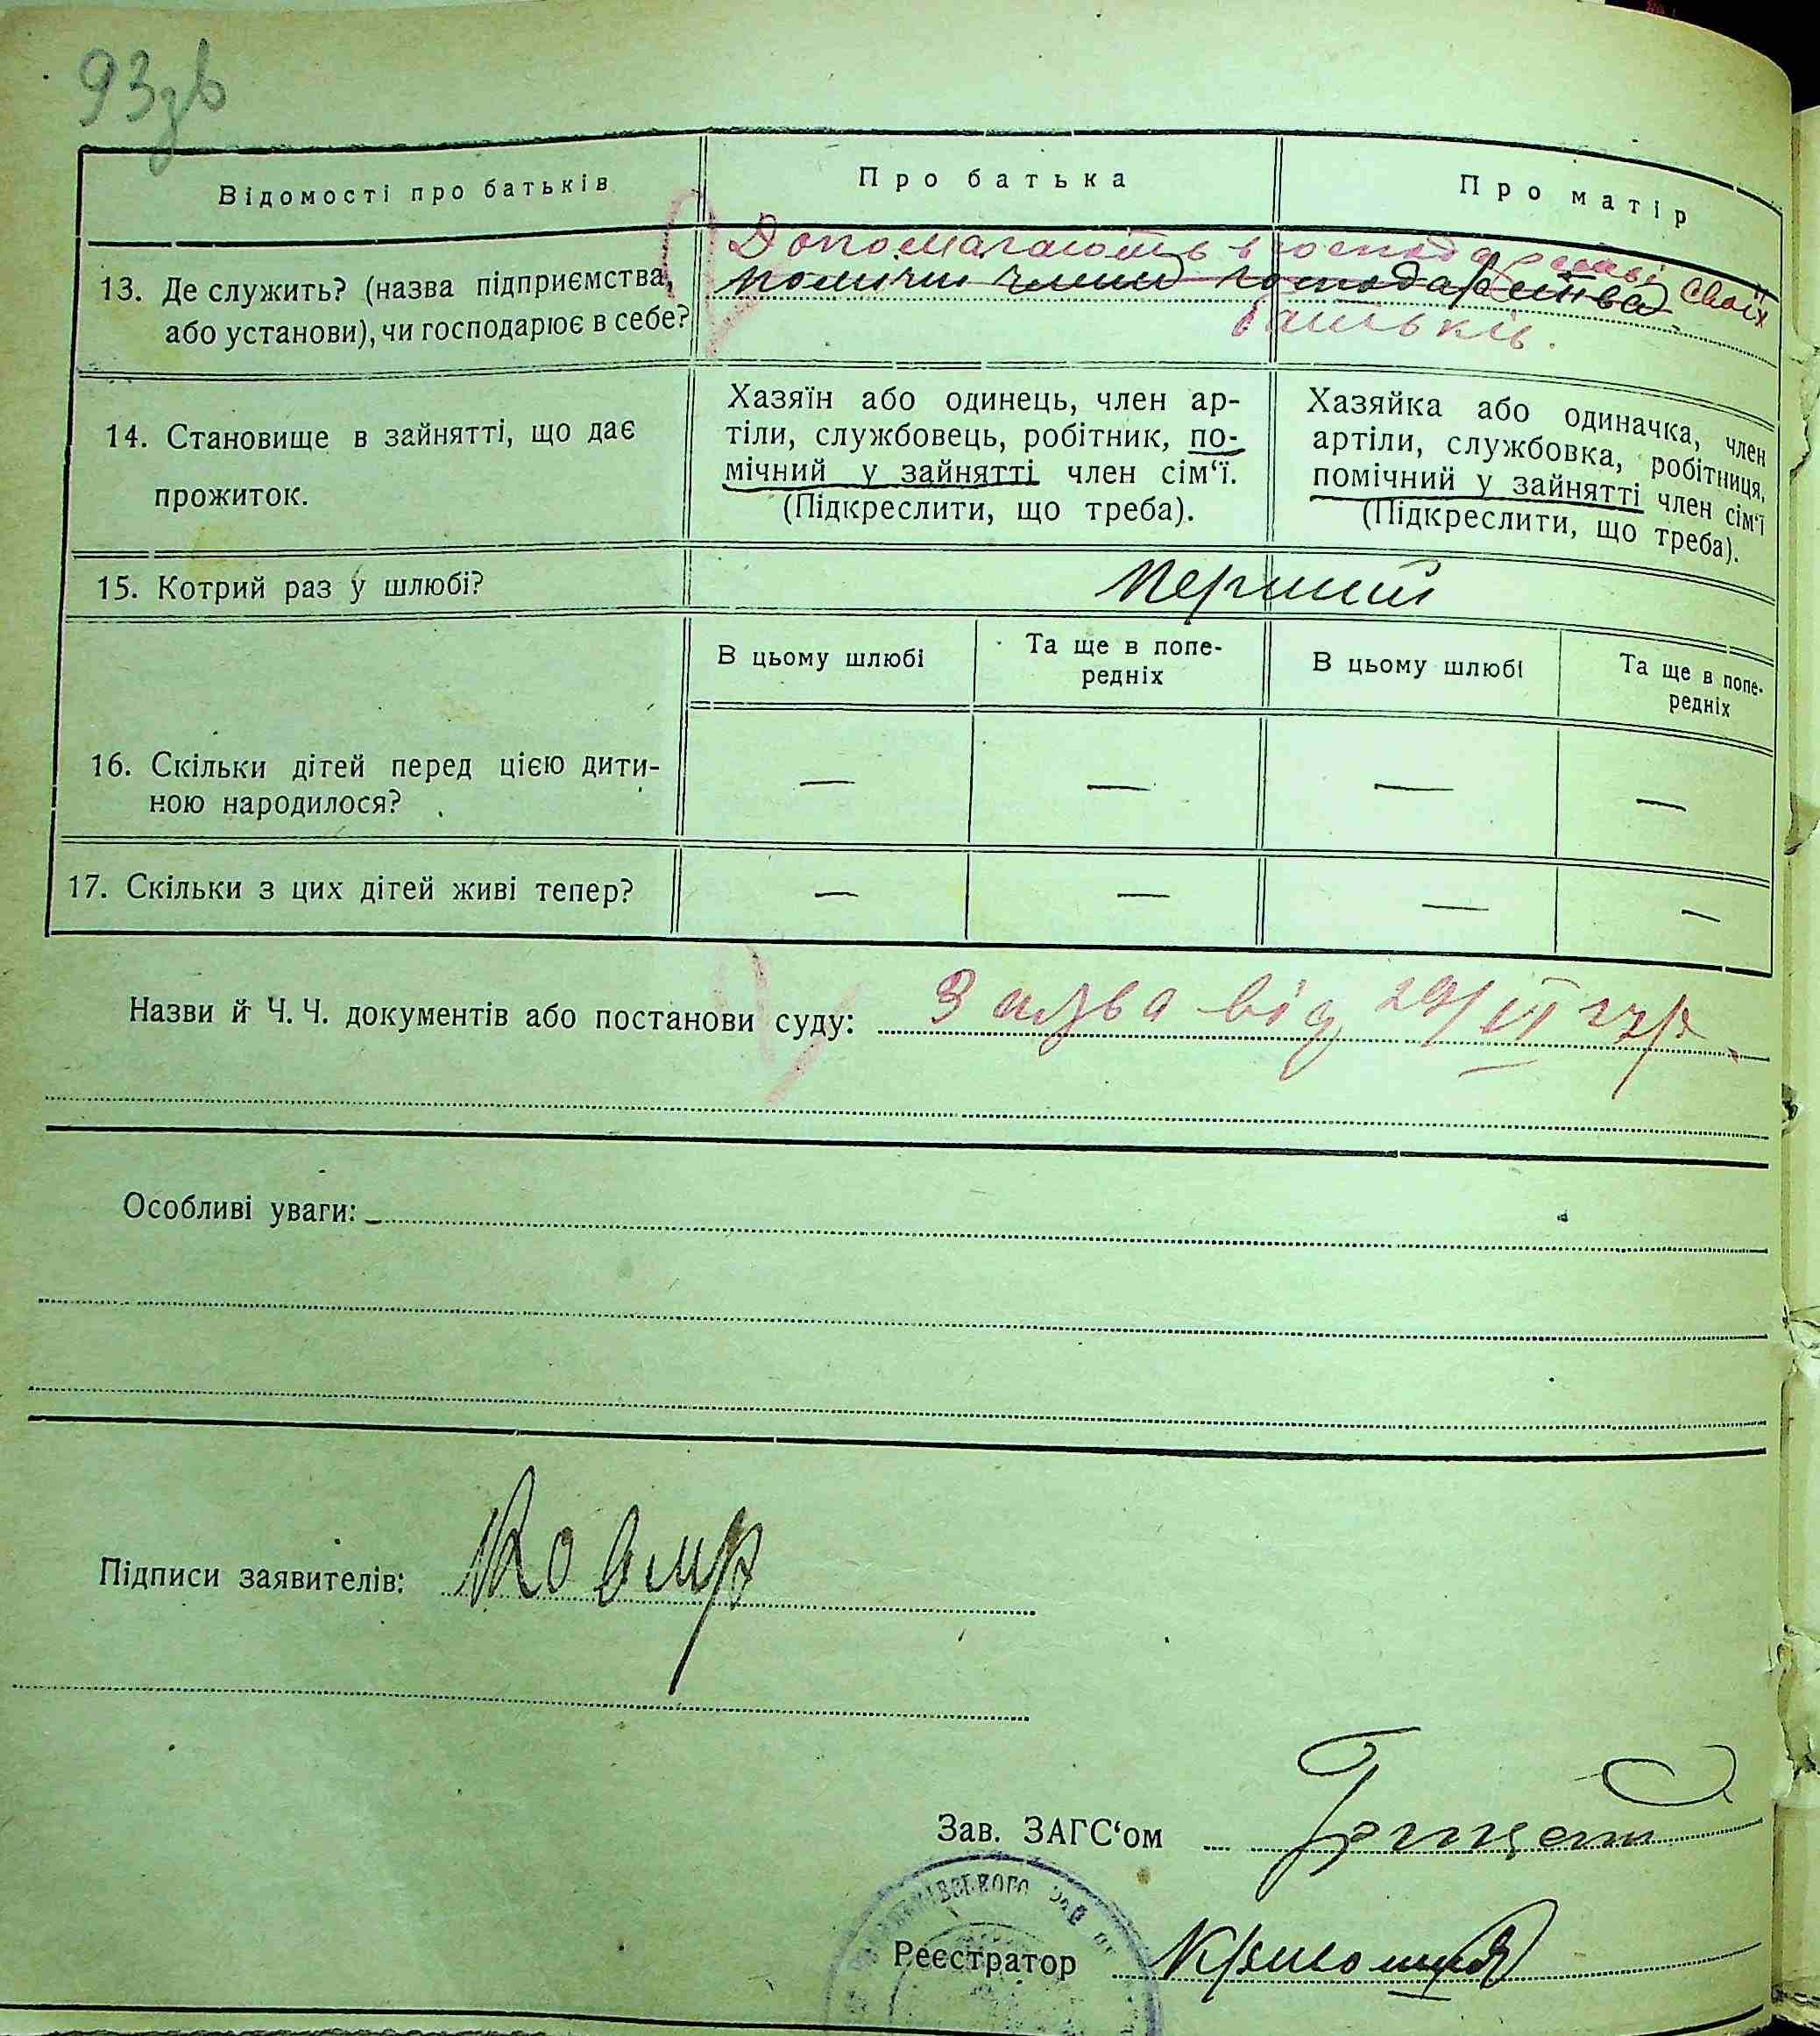 93зв
Відомості про батьків
Про батька
Про матір
13. Де служить? (назва підприємства,
або установи), чи господарює в себе?
Допомагають в господарстві своїх
помічни члени господарства
батьків.
14. Становище в зайнятті, що дає
прожиток.
Хазяїн або одинець, член ар-
тіли, службовець, робітник, по-
мічний у зайнятті член сім‘ї.
(Підкреслити, що треба).
Хазяйка або одиначка, член
артіли, службовка, робітниця,
помічний у зайнятті член сім‘ї
(Підкреслити, що треба).
15. Котрий раз у шлюбі?
Перший
В цьому шлюбі
Та ще в попе-
редніх
В цьому шлюбі
Та ще в попе-
редніх
16. Скільки дітей перед цією дити-
ною народилося?
— — — —
17. Скільки з цих дітей живі тепер?
— — — —
Назви й Ч. Ч. документів або постанови суду: Заява від
Особливі уваги:
Підписи заявителів:
Зав. ЗАГС‘ом
Реєстратор